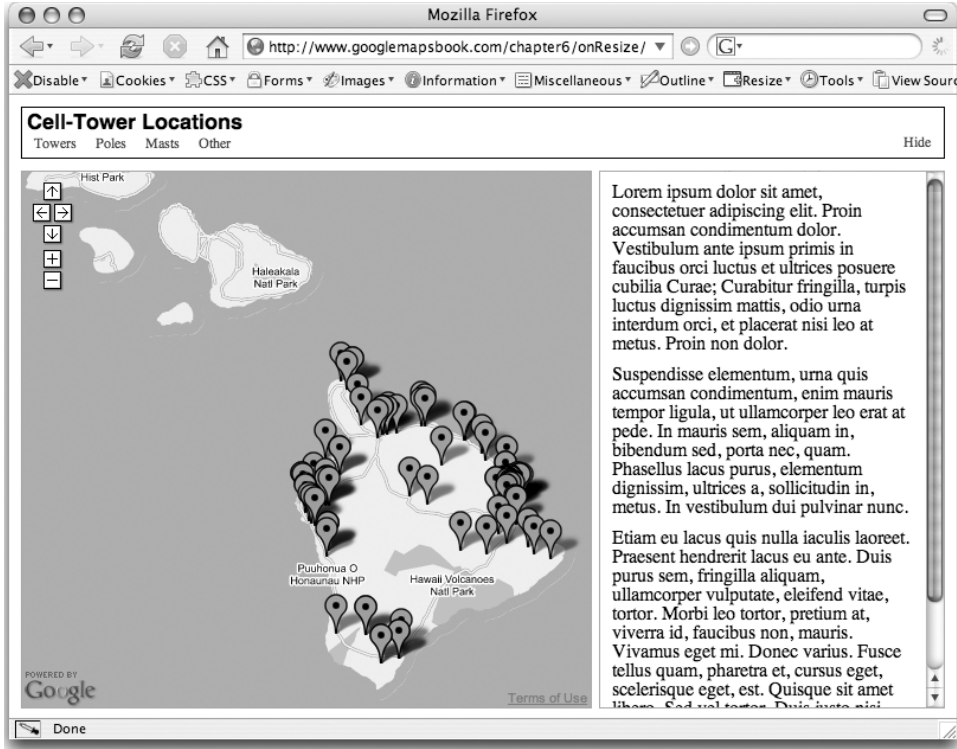 Mozilla Firefox
http://www.googlemapsbook.com/chapter6/onResize/
G
Disable Cookies CSS Forms Images Information Miscellaneous Outline Resize Tools View Sour
Cell-Tower Locations
Towers Poles Masts Other Hide
Hist Park
Haleakala
Natl Park
Puuhonua O
Honaunau NHP
Hawaii Volcanoes
Natl Park
POWERED BY
Google
Terms of Use
Lorem ipsum dolor sit amet,
consectetuer adipiscing elit. Proin
accumsan condimentum dolor.
Vestibulum ante ipsum primis in
faucibus orci luctus et ultrices posuere
cubilia Curae; Curabitur fringilla, turpis
luctus dignissim mattis, odio urna
interdum orci, et placerat nisi leo at
metus. Proin non dolor.
Suspendisse elementum, urna quis
accumsan condimentum, enim mauris
tempor ligula, ut ullamcorper leo erat at
pede. In mauris sem, aliquam in,
bibendum sed, porta nec, quam.
Phasellus lacus purus, elementum
dignissim, ultrices a, sollicitudin in,
metus. In vestibulum dui pulvinar nunc.
Etiam eu lacus quis nulla iaculis laoreet.
Praesent hendrerit lacus eu ante. Duis
purus sem, fringilla aliquam,
ullamcorper vulputate, eleifend vitae,
tortor. Morbi leo tortor, pretium at,
viverra id, faucibus non, mauris.
Vivamus eget mi. Donec varius. Fusce
tellus quam, pharetra et, cursus eget,
scelerisque eget, est. Quisque sit amet
libero. Sed vel tortor. Duis justo nisi
Done